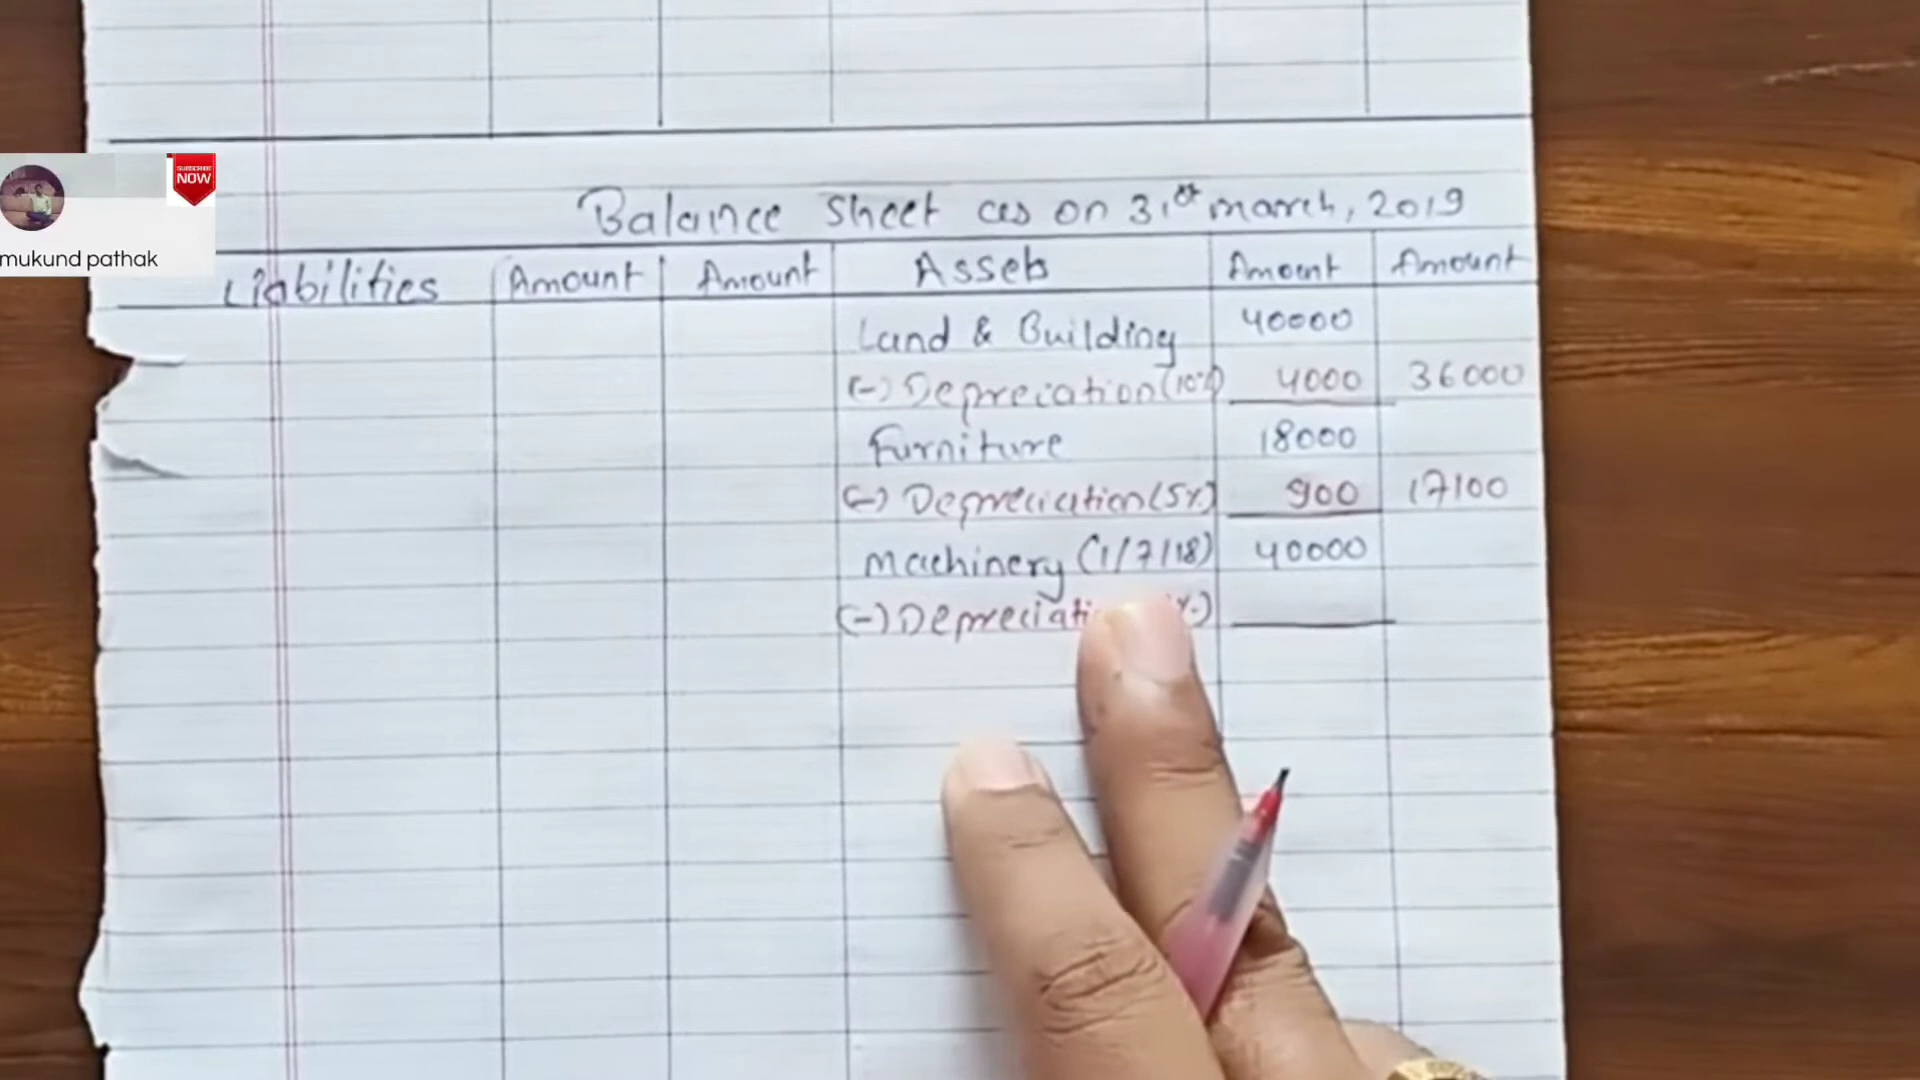 SUBSCRIBE
NOW
mukund pathak
Balance Sheet as on 31st march, 2019
Liabilities Amount Amount Assets Amount Amount
Land & Building 40000
(-) Depreciation (10%) 4000 36000
Furniture 18000
(-) Depreciation (5%) 900 17100
Machinery (1/7/18) 40000
(-) Depreciati %)